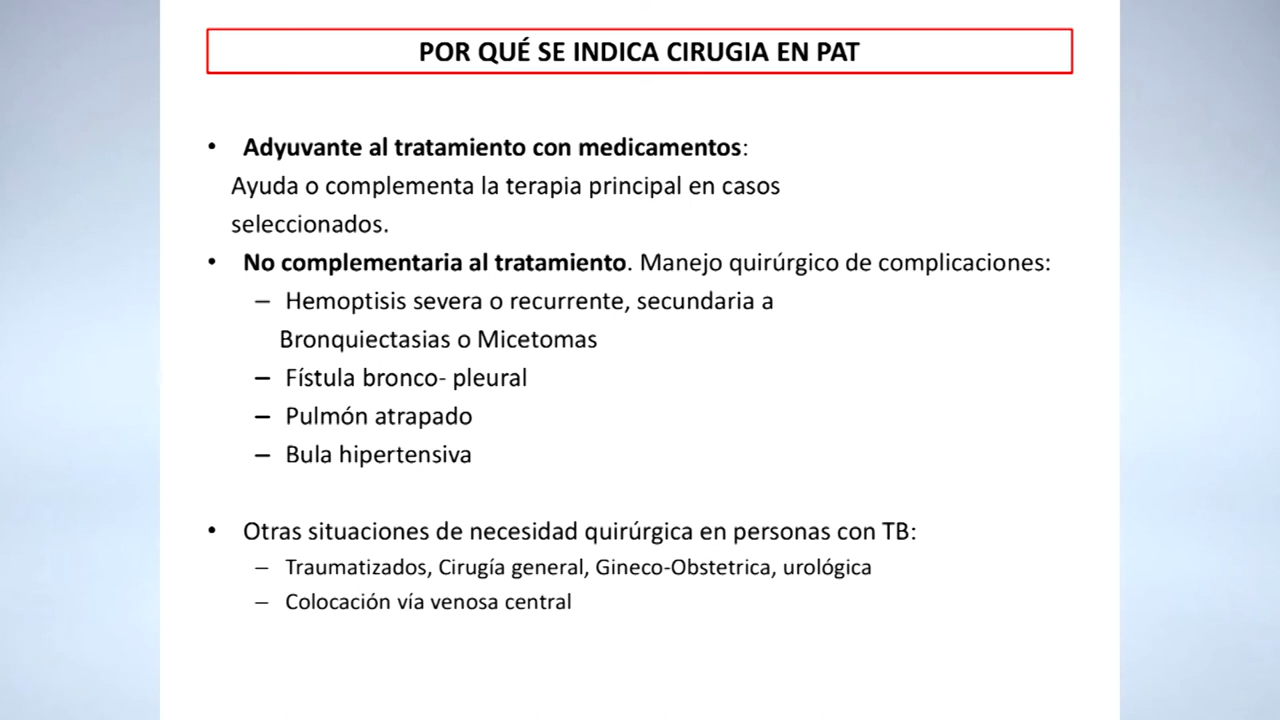 POR QUÉ SE INDICA CIRUGIA EN PAT
• Adyuvante al tratamiento con medicamentos:
Ayuda o complementa la terapia principal en casos
seleccionados.
• No complementaria al tratamiento. Manejo quirúrgico de complicaciones:
– Hemoptisis severa o recurrente, secundaria a
Bronquiectasias o Micetomas
– Fístula bronco- pleural
– Pulmón atrapado
– Bula hipertensiva
• Otras situaciones de necesidad quirúrgica en personas con TB:
– Traumatizados, Cirugía general, Gineco-Obstetrica, urológica
– Colocación vía venosa central